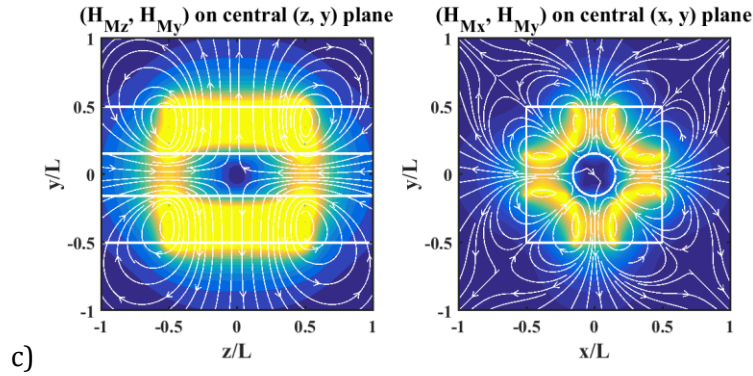 (H_Mz, H_My) on central (z, y) plane
(H_Mx, H_My) on central (x, y) plane
1
0.5
0
-0.5
-1
y/L
-1 -0.5 0 0.5 1
z/L
1
0.5
0
-0.5
-1
y/L
-1 -0.5 0 0.5 1
x/L
c)